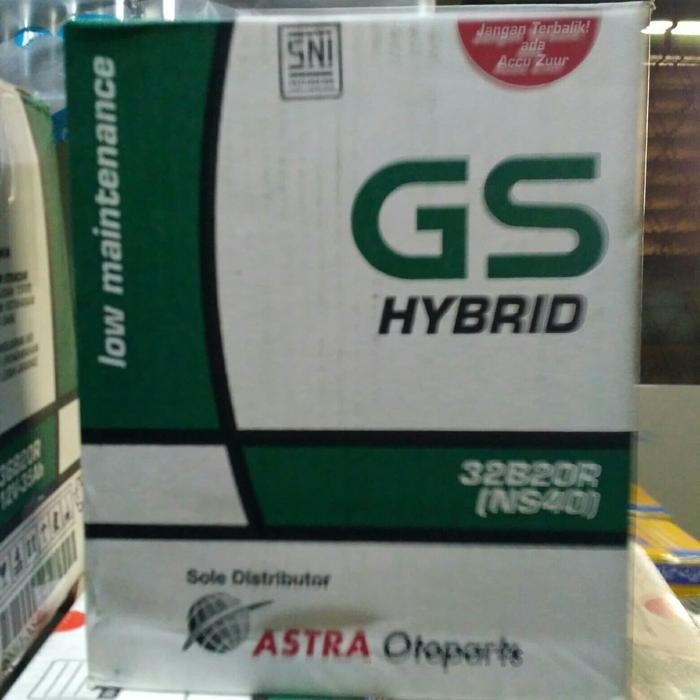 low maintenance
SNI
Jangan Terbalik!
ada
Accu Zuur
GS
HYBRID
32B20R
(NS40)
Sole Distributor
ASTRA Otoparts